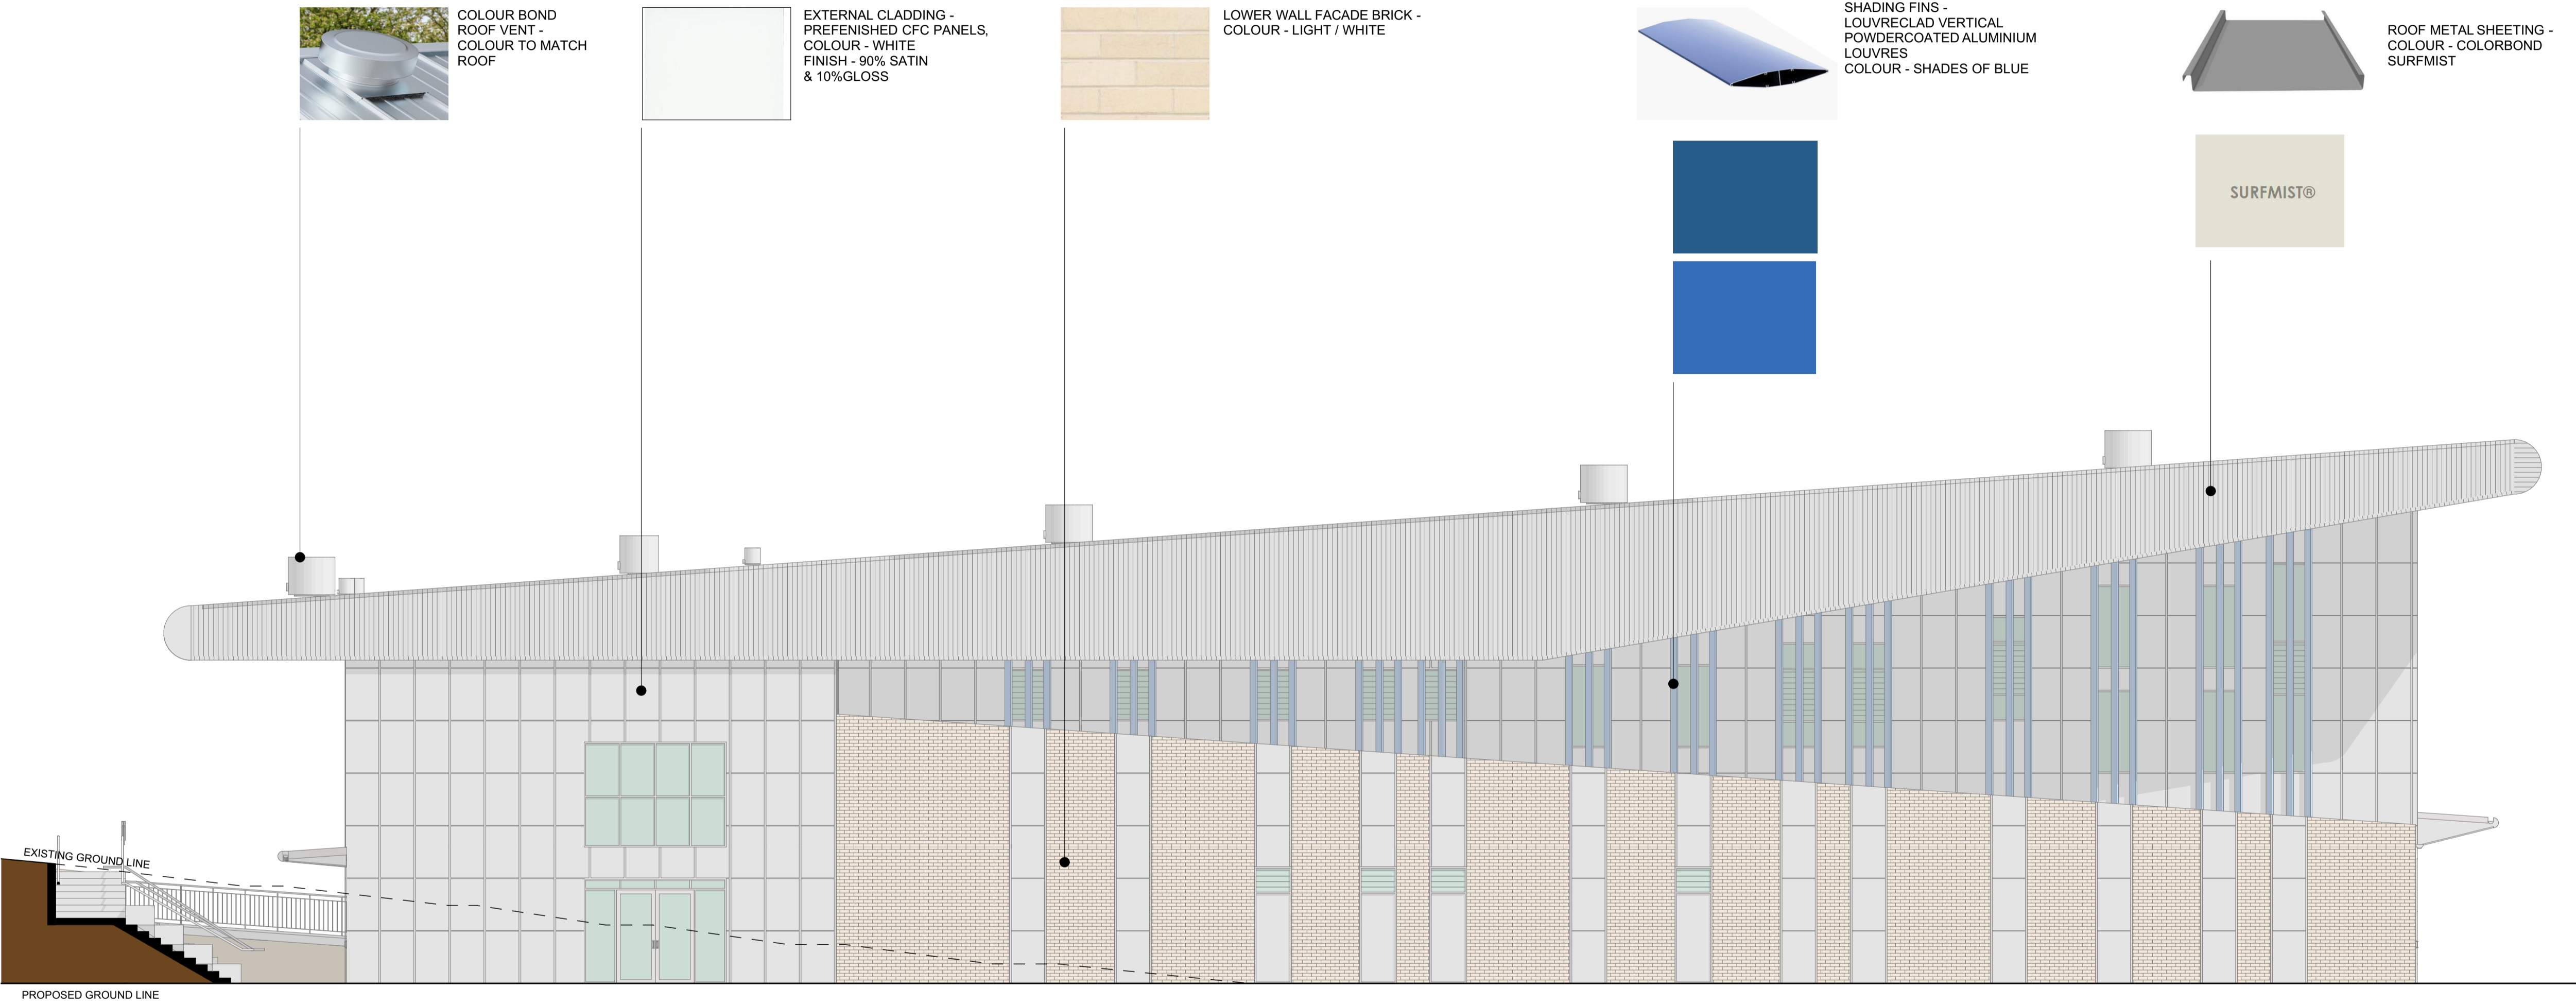 COLOUR BOND
ROOF VENT -
COLOUR TO MATCH
ROOF
EXTERNAL CLADDING -
PREFENISHED CFC PANELS,
COLOUR - WHITE
FINISH - 90% SATIN
& 10%GLOSS
LOWER WALL FACADE BRICK -
COLOUR - LIGHT / WHITE
SHADING FINS -
LOUVRECLAD VERTICAL
POWDERCOATED ALUMINIUM
LOUVRES
COLOUR - SHADES OF BLUE
ROOF METAL SHEETING -
COLOUR - COLORBOND
SURFMIST
SURFMIST®
EXISTING GROUND LINE
PROPOSED GROUND LINE